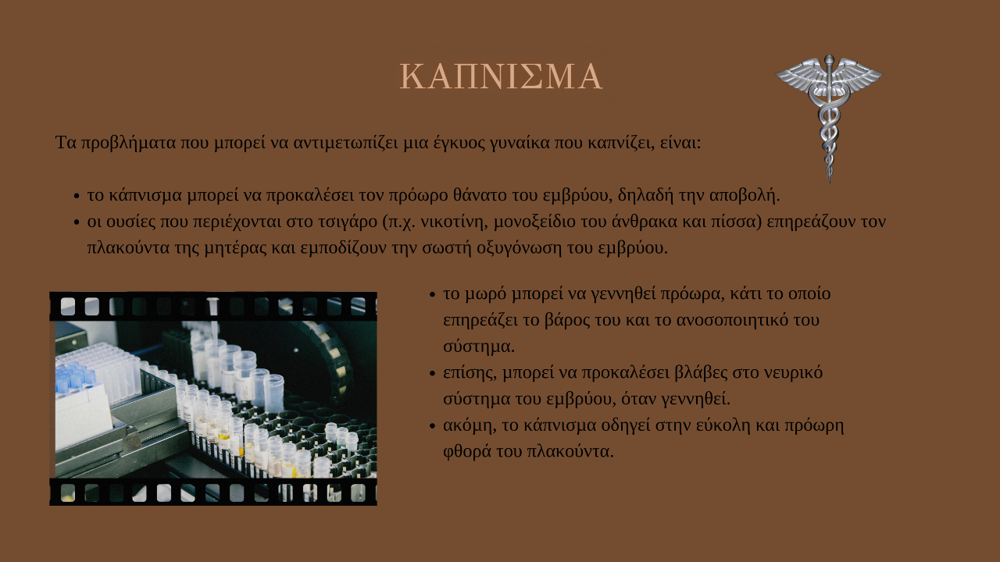 ΚΑΠΝΙΣΜΑ
Τα προβλήματα που μπορεί να αντιμετωπίζει μια έγκυος γυναίκα που καπνίζει, είναι:
• το κάπνισμα μπορεί να προκαλέσει τον πρόωρο θάνατο του εμβρύου, δηλαδή την αποβολή.
• οι ουσίες που περιέχονται στο τσιγάρο (π.χ. νικοτίνη, μονοξείδιο του άνθρακα και πίσσα) επηρεάζουν τον
πλακούντα της μητέρας και εμποδίζουν την σωστή οξυγόνωση του εμβρύου.
• το μωρό μπορεί να γεννηθεί πρόωρα, κάτι το οποίο
επηρεάζει το βάρος του και το ανοσοποιητικό του
σύστημα.
• επίσης, μπορεί να προκαλέσει βλάβες στο νευρικό
σύστημα του εμβρύου, όταν γεννηθεί.
• ακόμη, το κάπνισμα οδηγεί στην εύκολη και πρόωρη
φθορά του πλακούντα.